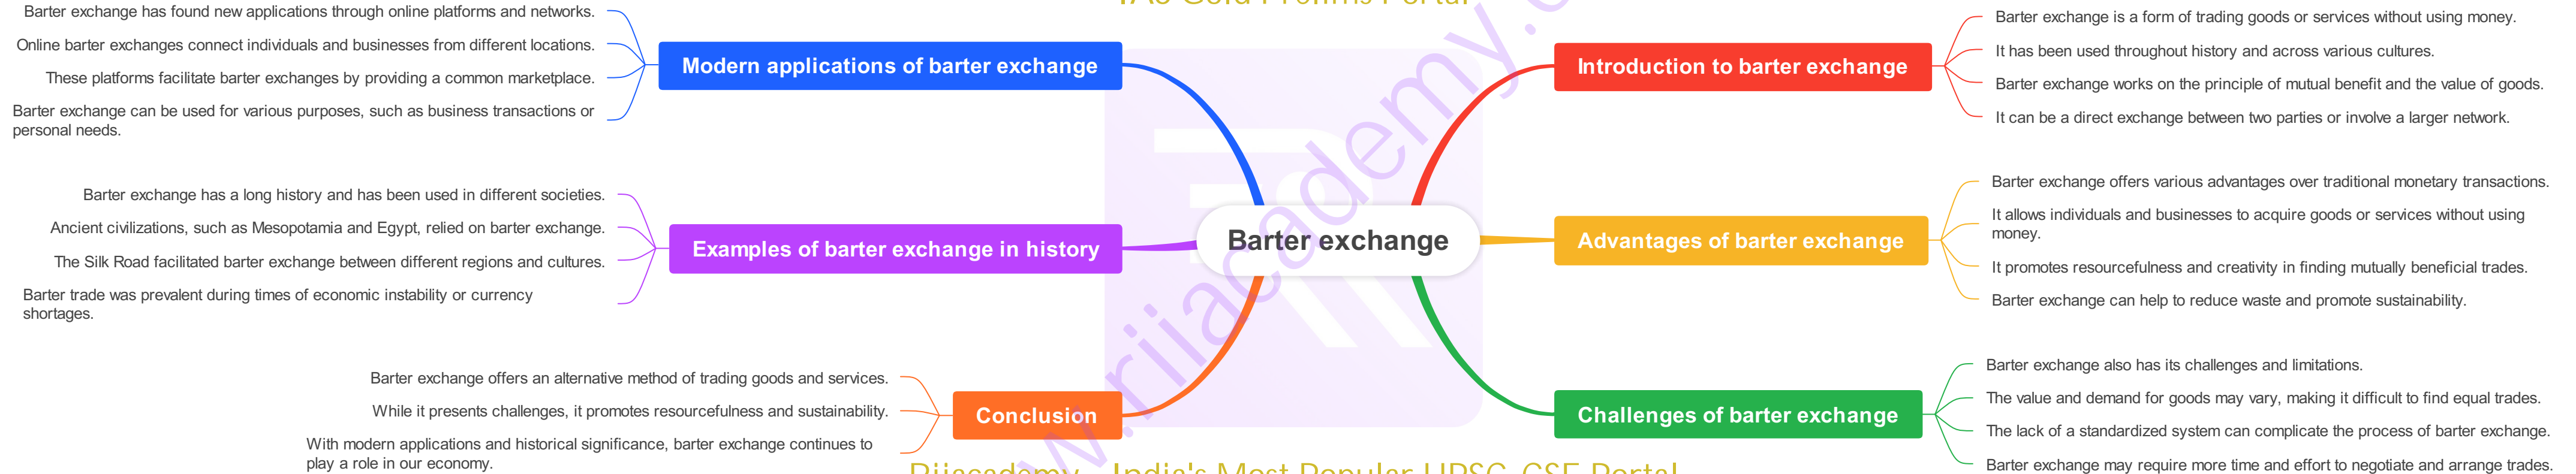 Barter exchange
Introduction to barter exchange
Barter exchange is a form of trading goods or services without using money.
It has been used throughout history and across various cultures.
Barter exchange works on the principle of mutual benefit and the value of goods.
It can be a direct exchange between two parties or involve a larger network.
Advantages of barter exchange
Barter exchange offers various advantages over traditional monetary transactions.
It allows individuals and businesses to acquire goods or services without using
money.
It promotes resourcefulness and creativity in finding mutually beneficial trades.
Barter exchange can help to reduce waste and promote sustainability.
Challenges of barter exchange
Barter exchange also has its challenges and limitations.
The value and demand for goods may vary, making it difficult to find equal trades.
The lack of a standardized system can complicate the process of barter exchange.
Barter exchange may require more time and effort to negotiate and arrange trades.
Modern applications of barter exchange
Barter exchange has found new applications through online platforms and networks.
Online barter exchanges connect individuals and businesses from different locations.
These platforms facilitate barter exchanges by providing a common marketplace.
Barter exchange can be used for various purposes, such as business transactions or
personal needs.
Examples of barter exchange in history
Barter exchange has a long history and has been used in different societies.
Ancient civilizations, such as Mesopotamia and Egypt, relied on barter exchange.
The Silk Road facilitated barter exchange between different regions and cultures.
Barter trade was prevalent during times of economic instability or currency
shortages.
Conclusion
Barter exchange offers an alternative method of trading goods and services.
While it presents challenges, it promotes resourcefulness and sustainability.
With modern applications and historical significance, barter exchange continues to
play a role in our economy.
w.rijacademy.
Rijacademy - India's Most Popular UPSC-CSE Portal